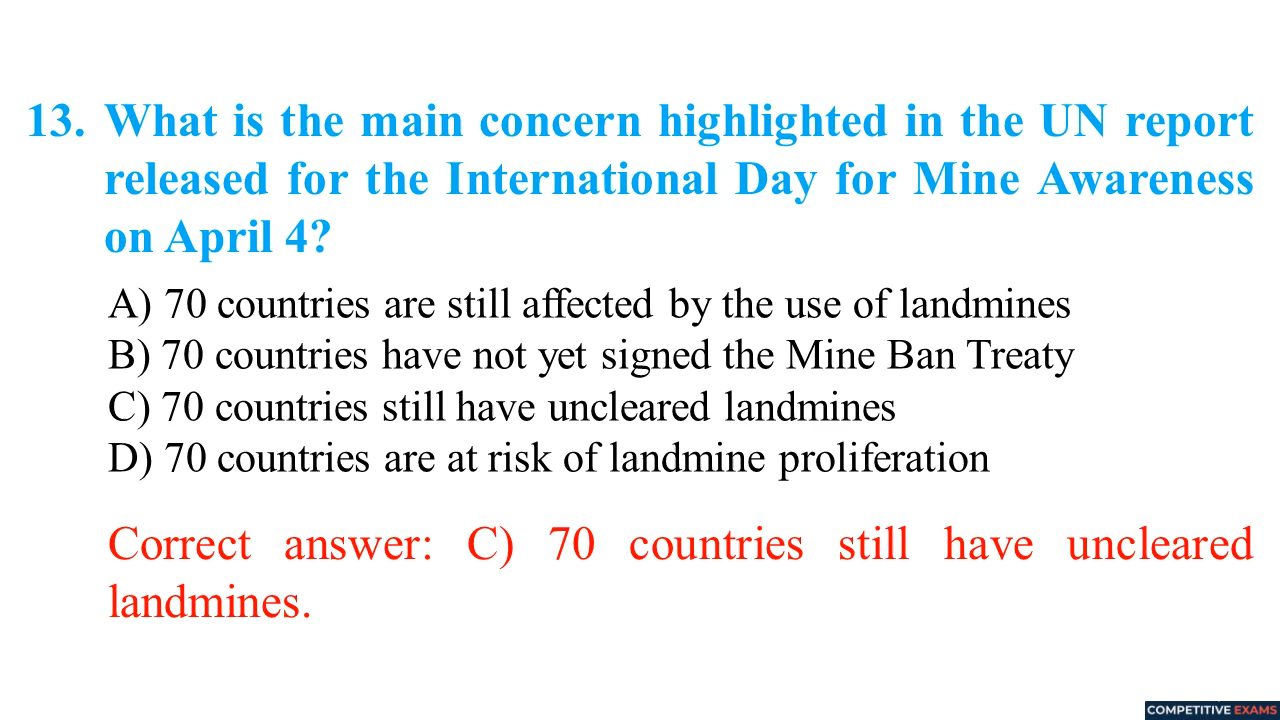 13. What is the main concern highlighted in the UN report
released for the International Day for Mine Awareness
on April 4?
A) 70 countries are still affected by the use of landmines
B) 70 countries have not yet signed the Mine Ban Treaty
C) 70 countries still have uncleared landmines
D) 70 countries are at risk of landmine proliferation
Correct answer: C) 70 countries still have uncleared
landmines.
COMPETITIVE EXAMS